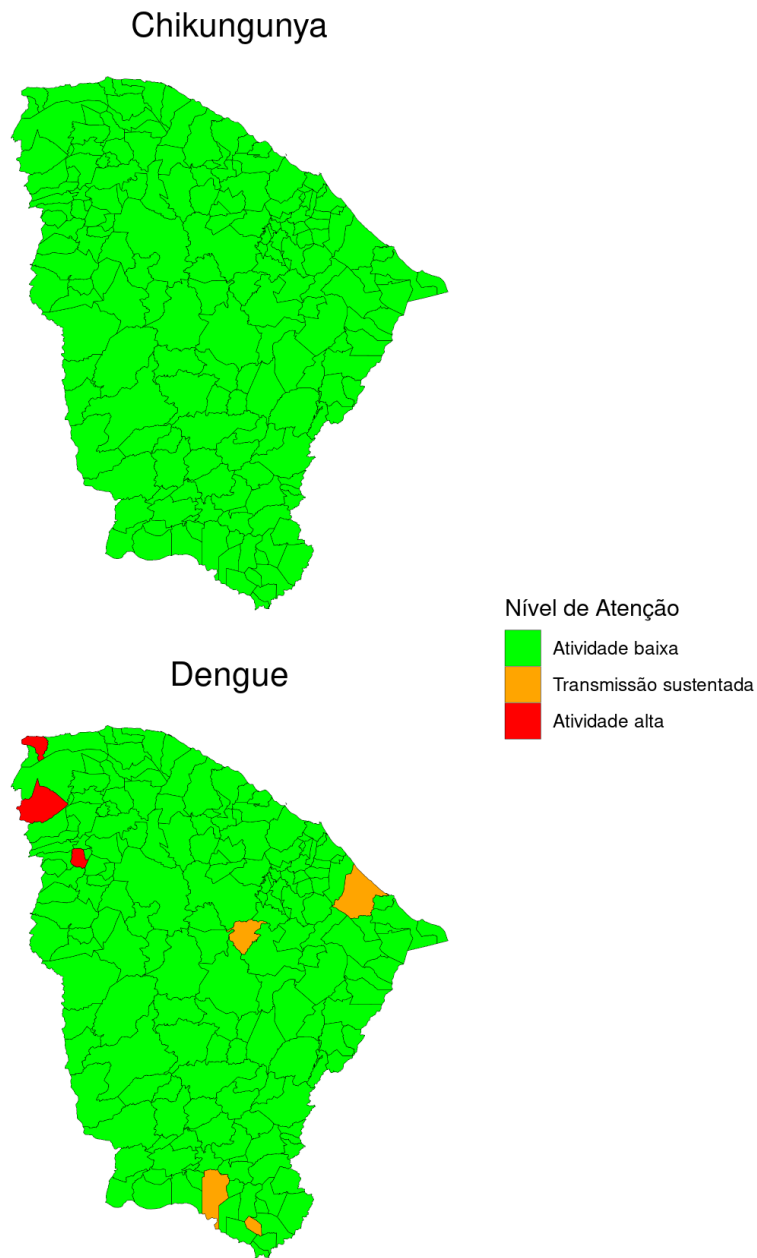 Chikungunya
Nível de Atenção
Atividade baixa
Transmissão sustentada
Atividade alta
Dengue